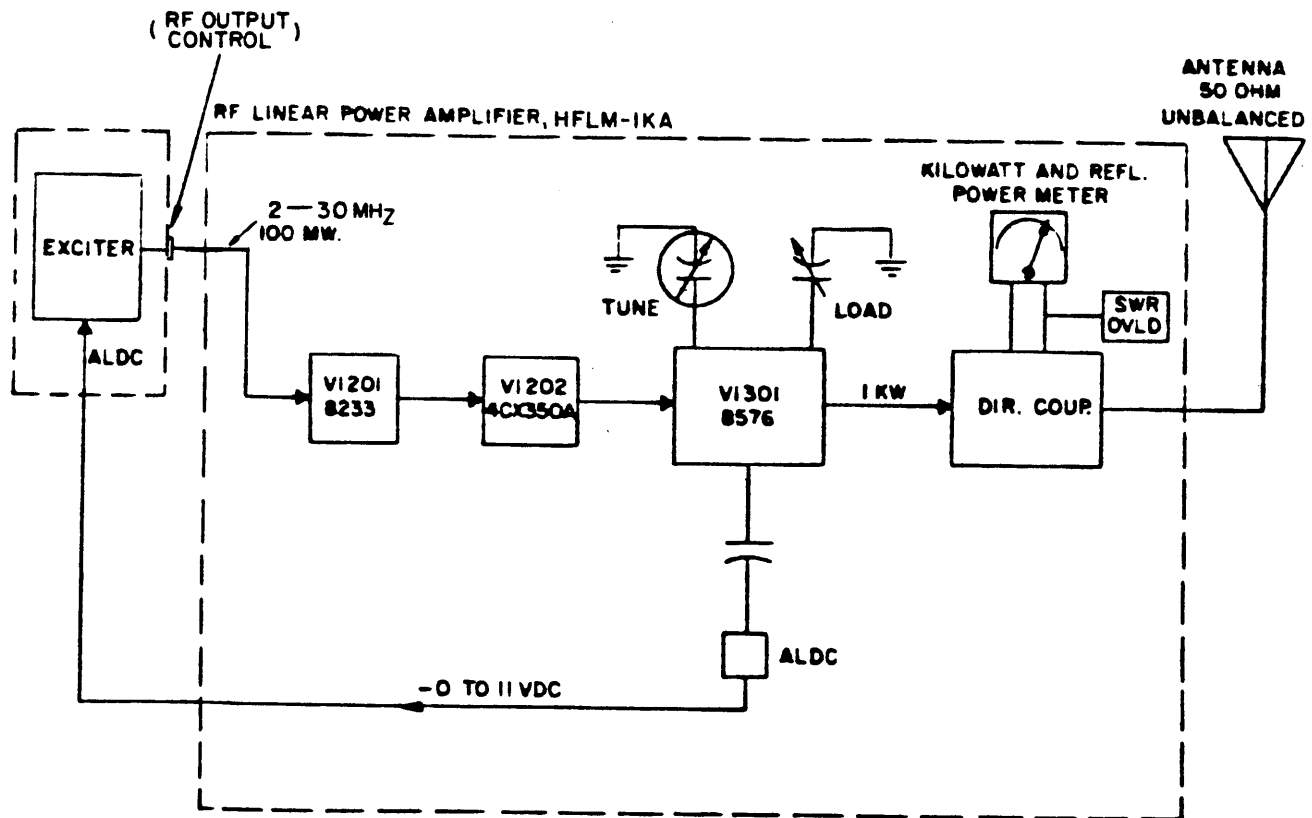 (RF OUTPUT
CONTROL)
RF LINEAR POWER AMPLIFIER, HFLM-1KA
ANTENNA
50 OHM
UNBALANCED
KILOWATT AND REFL.
POWER METER
2—30 MHZ
100 MW.
EXCITER
ALDC
TUNE
LOAD
SWR
OVLD
V1201
8233
V1202
4CX350A
V1301
8576
1 KW
DIR. COUP.
ALDC
-0 TO 11 VDC